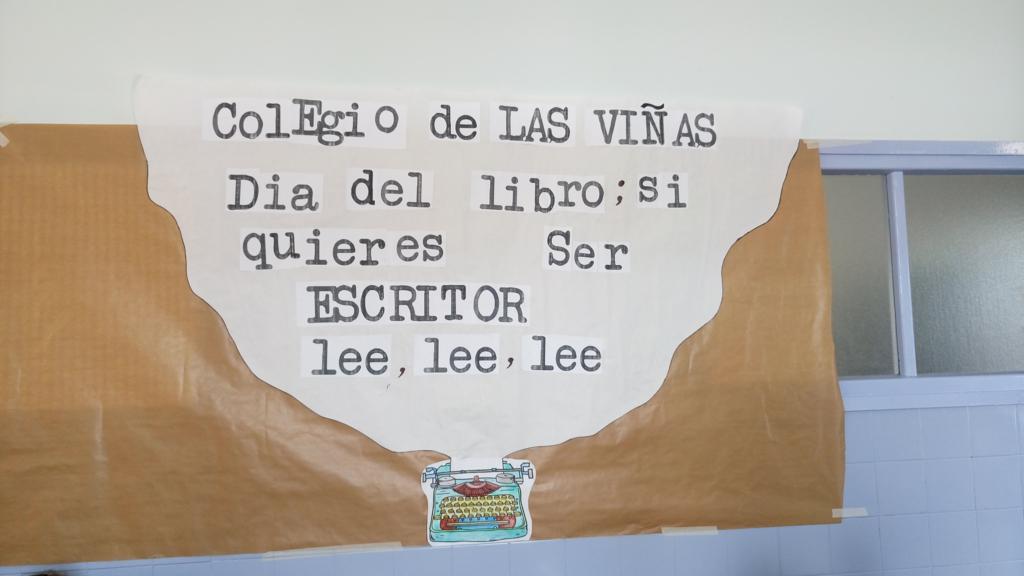 ColEgio de LAS VIÑAS
Dia del libro; si
quieres Ser
ESCRITOR
lee, lee, lee